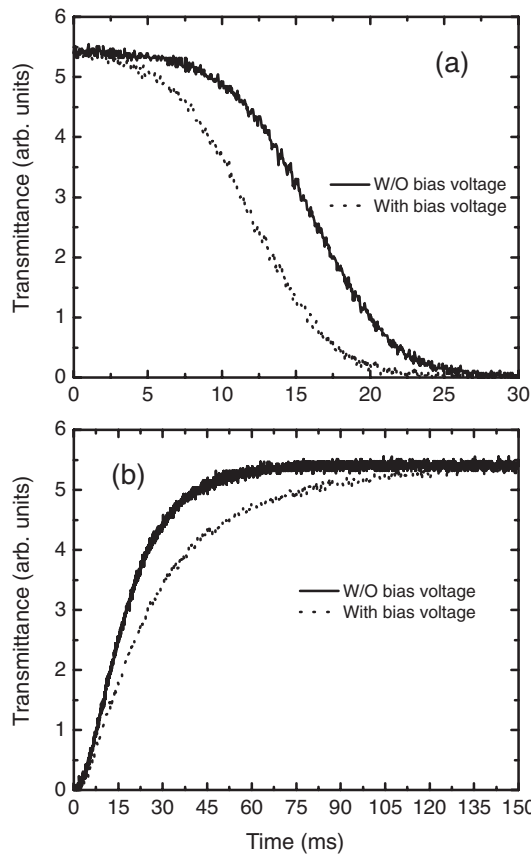 6
5
4
3
2
1
0
Transmittance (arb. units)
(a)
W/O bias voltage
With bias voltage
0 5 10 15 20 25 30
6
5
4
3
2
1
0
Transmittance (arb. units)
(b)
W/O bias voltage
With bias voltage
0 15 30 45 60 75 90 105 120 135 150
Time (ms)